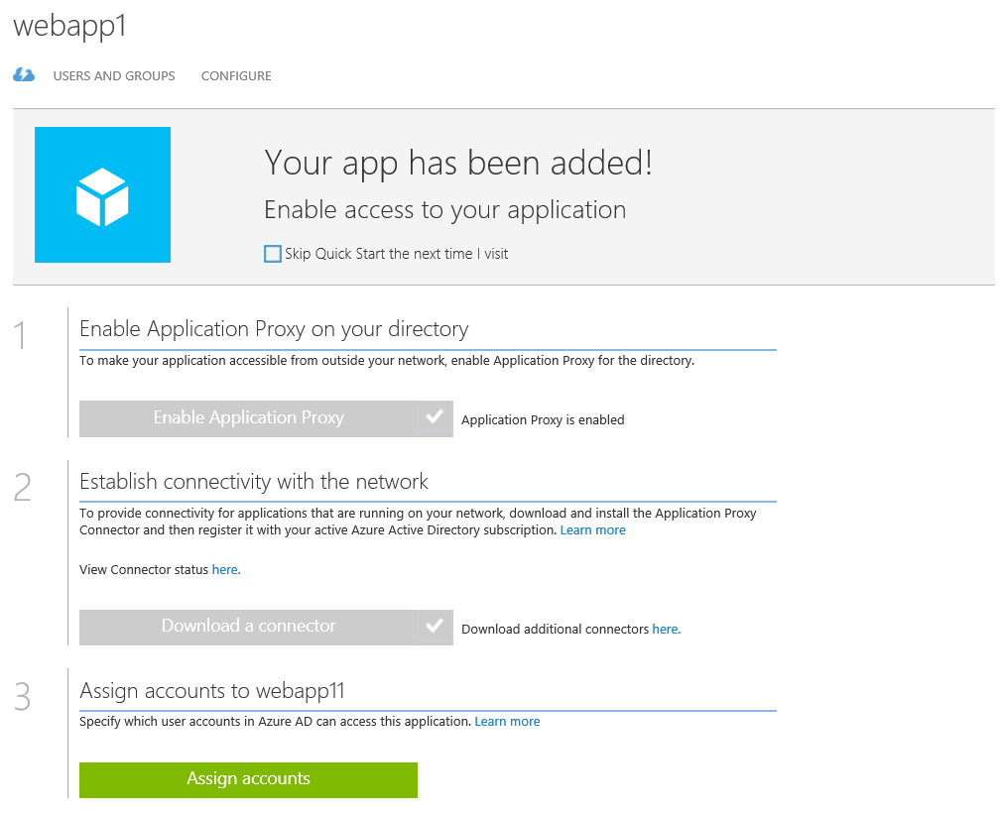 webapp1
USERS AND GROUPS CONFIGURE
Your app has been added!
Enable access to your application
Skip Quick Start the next time I visit
1
Enable Application Proxy on your directory
To make your application accessible from outside your network, enable Application Proxy for the directory.
Enable Application Proxy
Application Proxy is enabled
2
Establish connectivity with the network
To provide connectivity for applications that are running on your network, download and install the Application Proxy
Connector and then register it with your active Azure Active Directory subscription. Learn more
View Connector status here.
Download a connector
Download additional connectors here.
3
Assign accounts to webapp11
Specify which user accounts in Azure AD can access this application. Learn more
Assign accounts